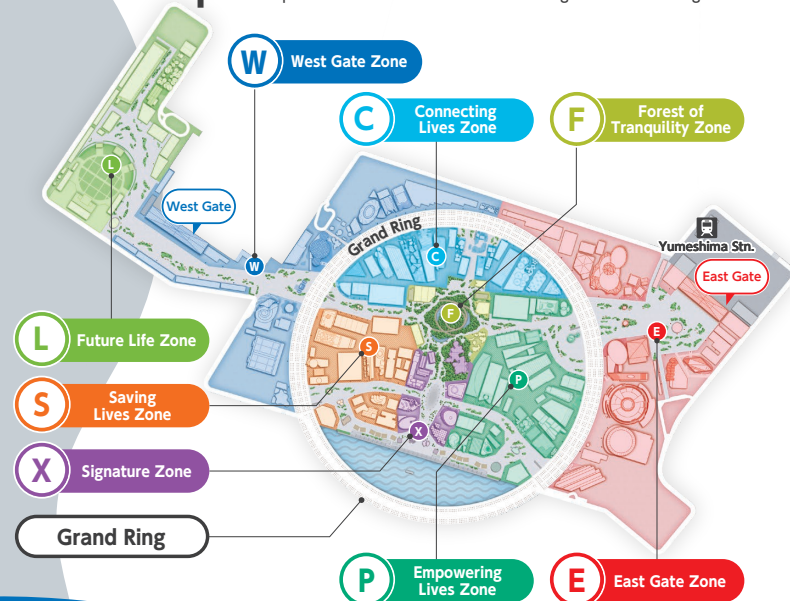 W West Gate Zone
C Connecting
Lives Zone
F Forest of
Tranquility Zone
L
West Gate
Grand Ring
Yumeshima Stn.
East Gate
W
C
F
E
S
P
X
L Future Life Zone
S Saving
Lives Zone
X Signature Zone
Grand Ring
P Empowering
Lives Zone
E East Gate Zone